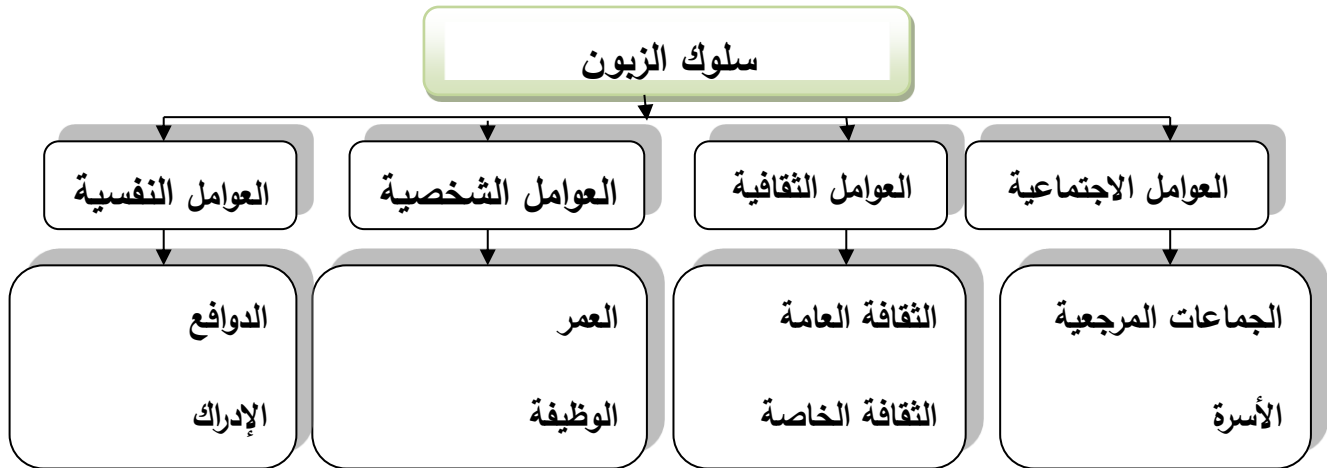 سلوك الزبون
العوامل الاجتماعية
العوامل الثقافية
العوامل الشخصية
العوامل النفسية
الجماعات المرجعية
الأسرة
الثقافة العامة
الثقافة الخاصة
العمر
الوظيفة
الدوافع
الإدراك